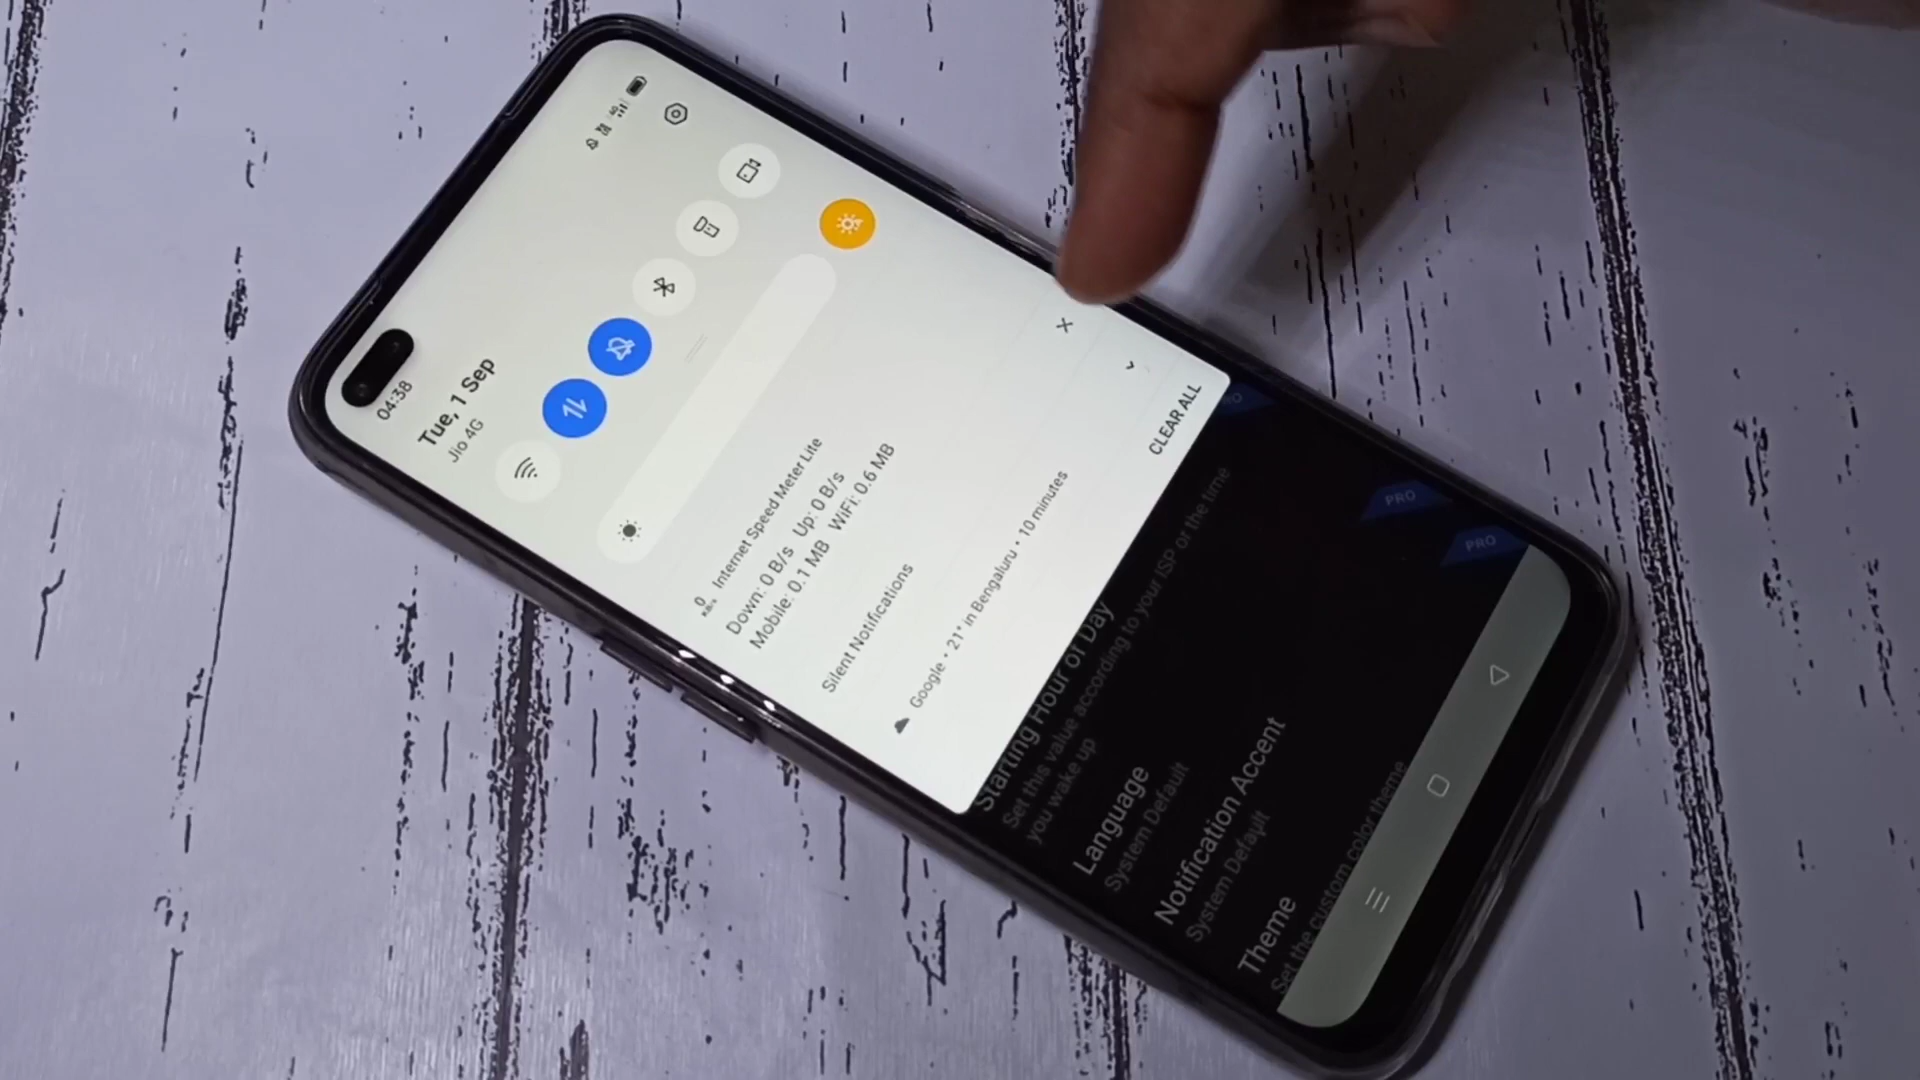 04:38
4G
Tue, 1 Sep
Jio 4G
0 Internet Speed Meter Lite
KB/s
Down: 0 B/s Up: 0 B/s
Mobile: 0.1 MB WiFi: 0.6 MB
Silent Notifications
Google • 21° in Bengaluru • 10 minutes
CLEAR ALL
Starting Hour of Day
Set this value according to your ISP or the time
you wake up
Language
System Default
Notification Accent
System Default
PRO
Theme
Set the custom color theme
PRO